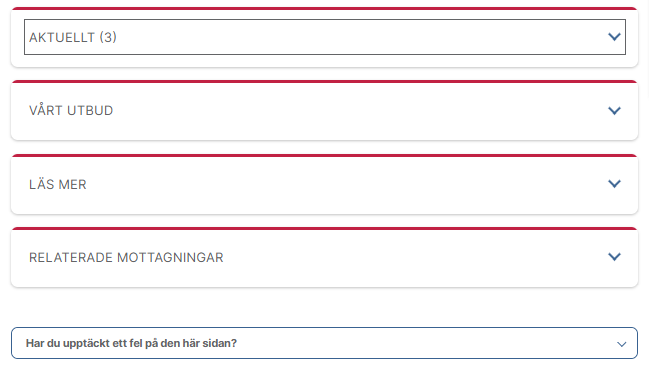 AKTUELLT (3)
VÅRT UTBUD
LÄS MER
RELATERADE MOTTAGNINGAR
Har du upptäckt ett fel på den här sidan?